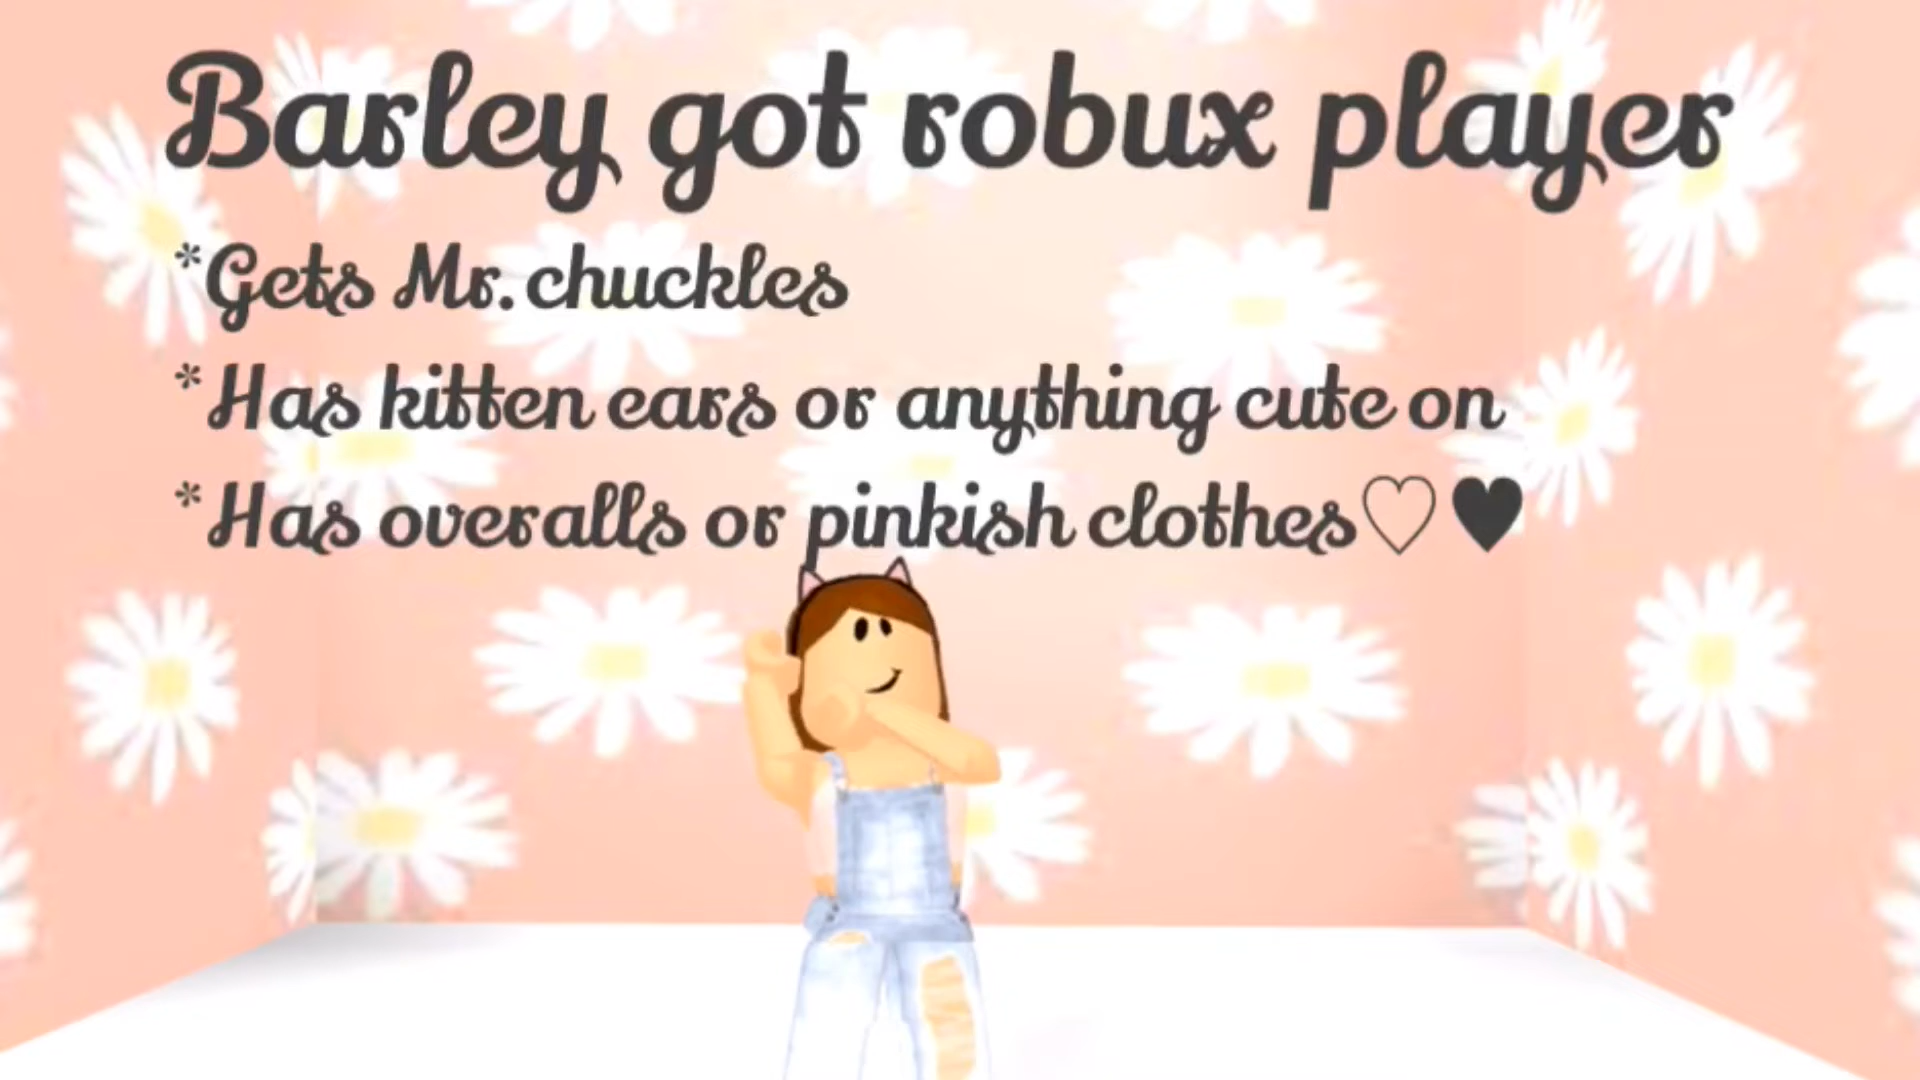 Barley got robux player
*Gets Mr. chuckles
*Has kitten ears or anything cute on
*Has overalls or pinkish clothes♡♥